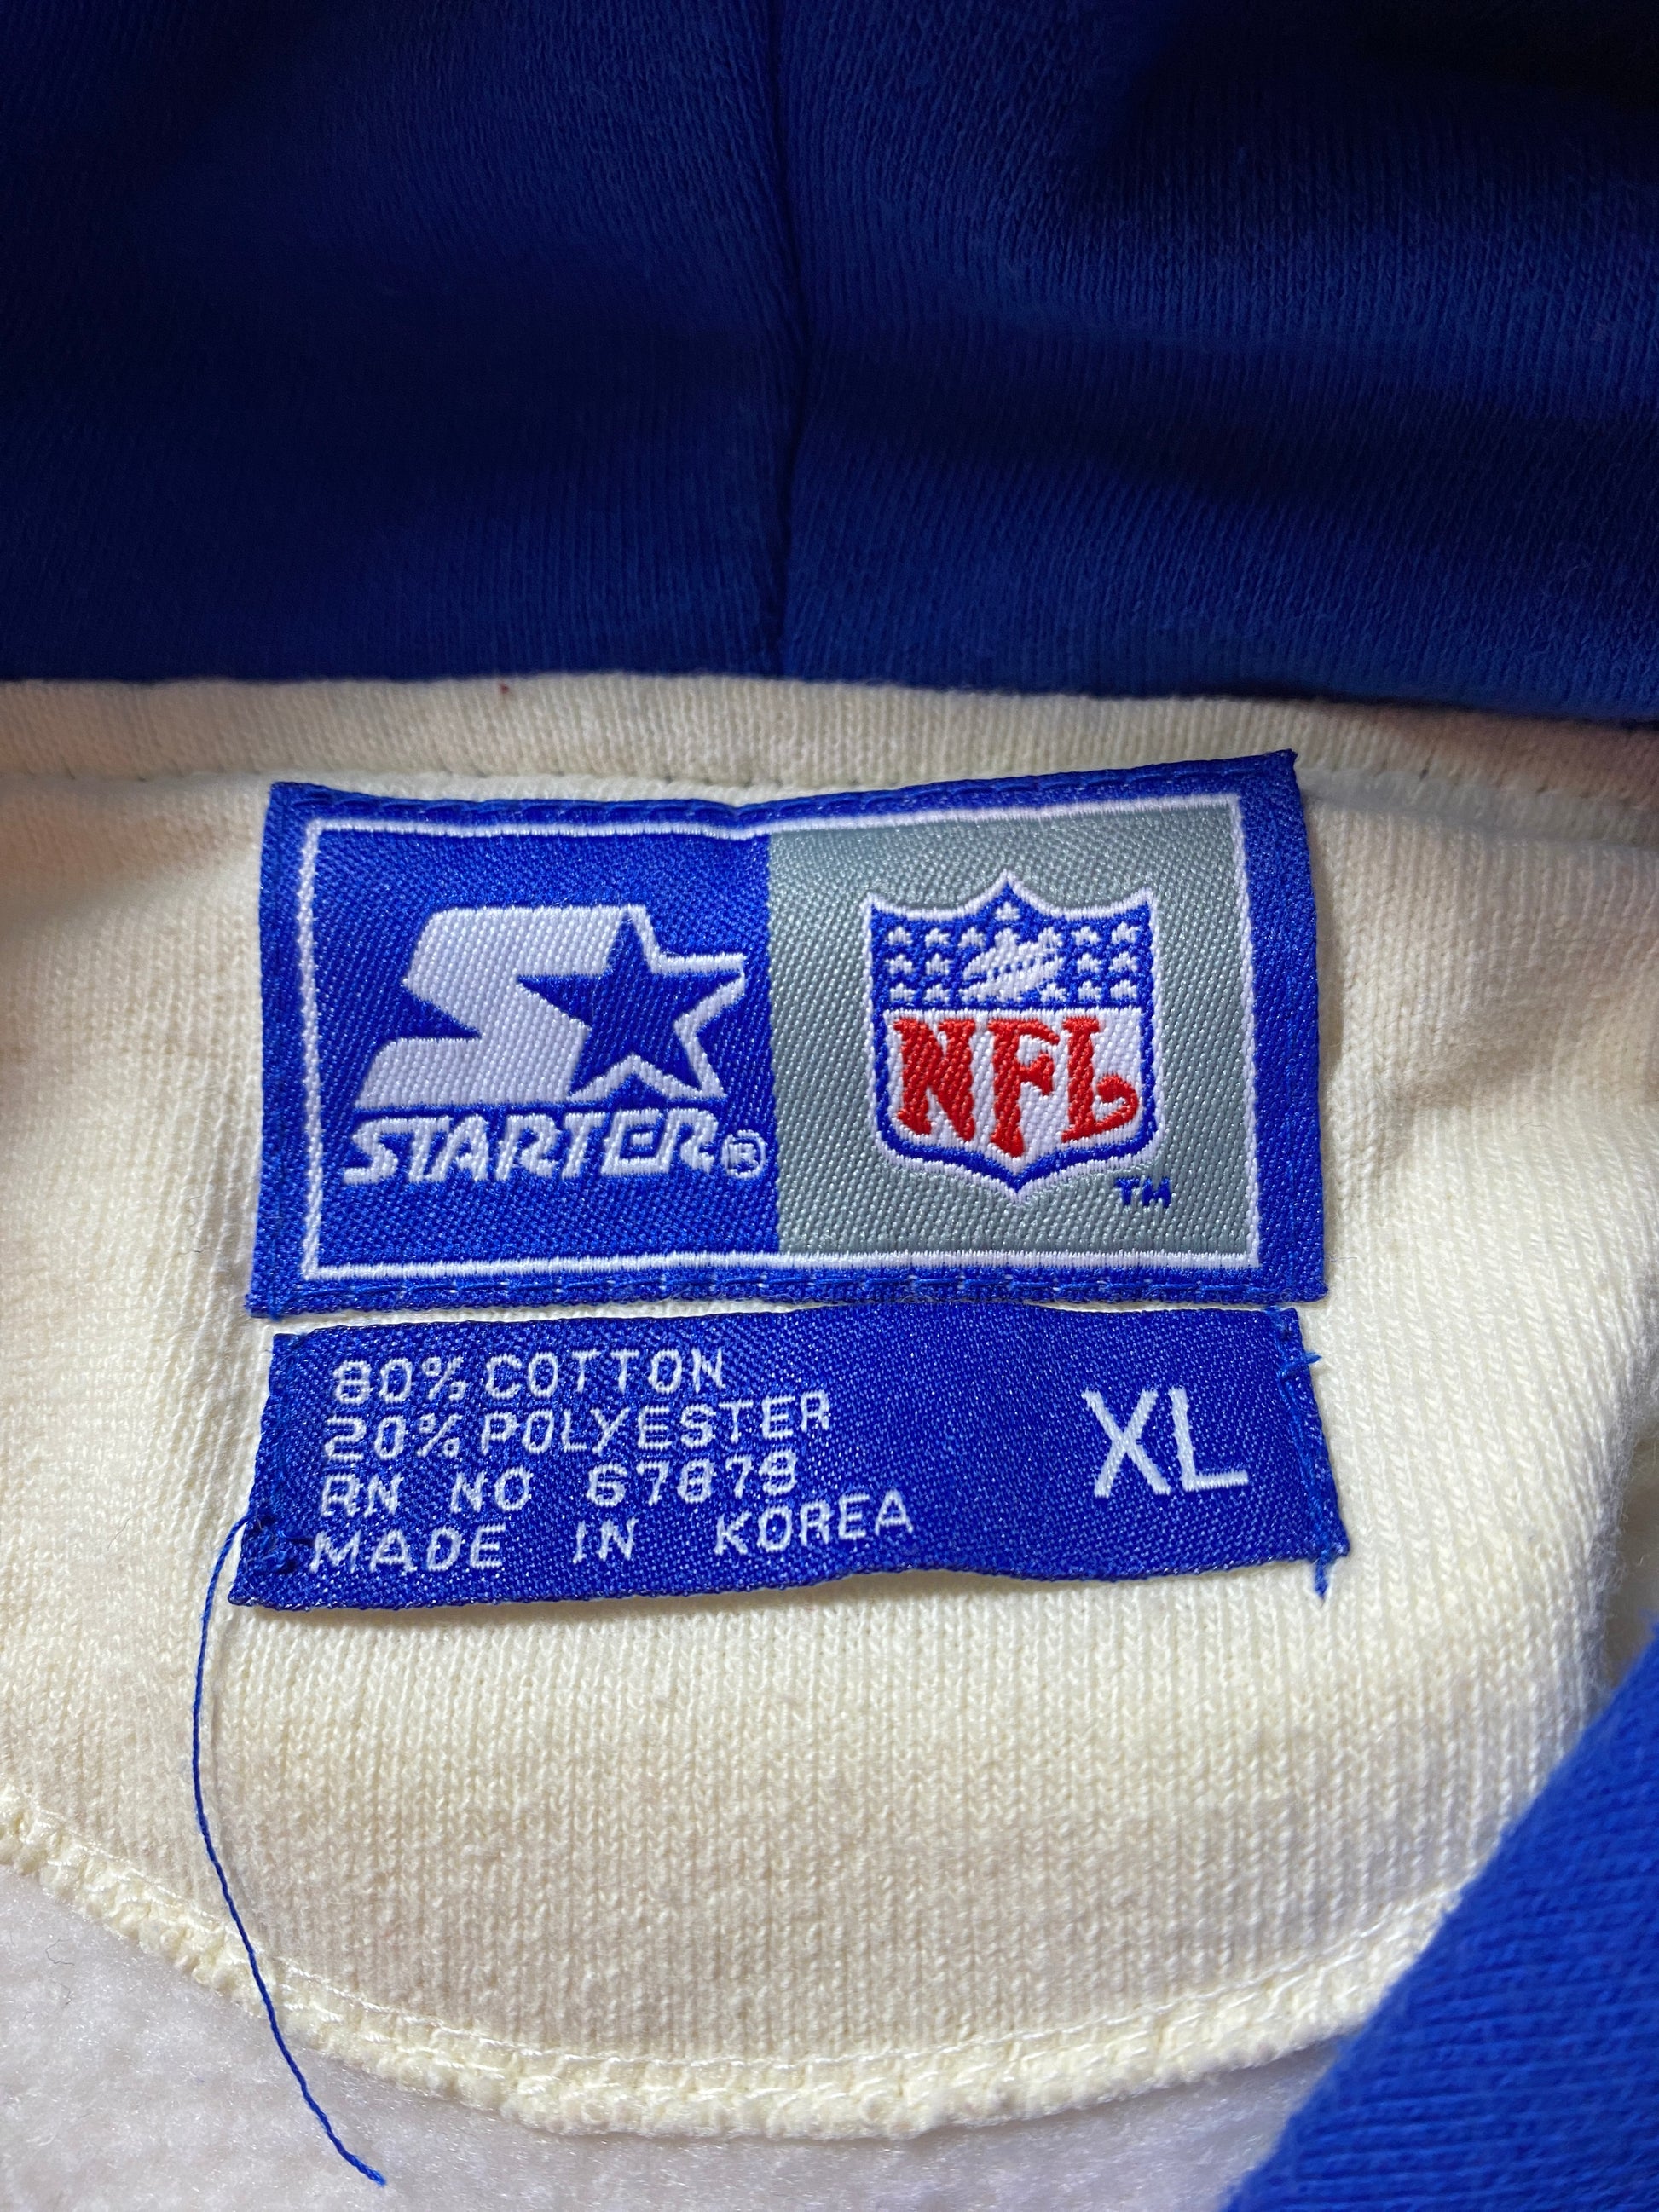 STARTER®
NFL
TM
80% COTTON
20% POLYESTER
RN NO 67879
MADE IN KOREA
XL